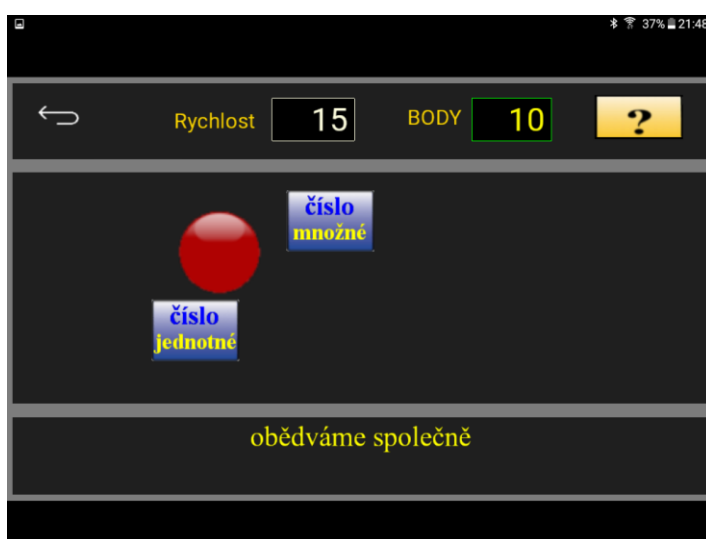 37% 21:48
Rychlost 15 BODY 10 ?
číslo
množné
číslo
jednotné
obědváme společně